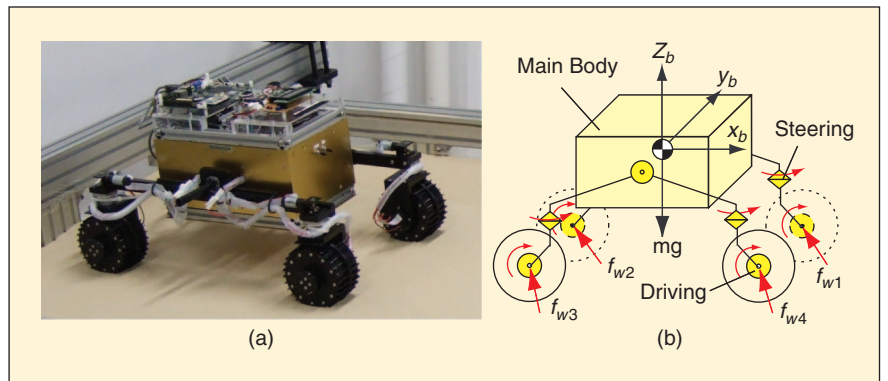 Z_b
Main Body
y_b
x_b
Steering
mg
f_w2
f_w1
Driving
f_w3
f_w4
(a)
(b)